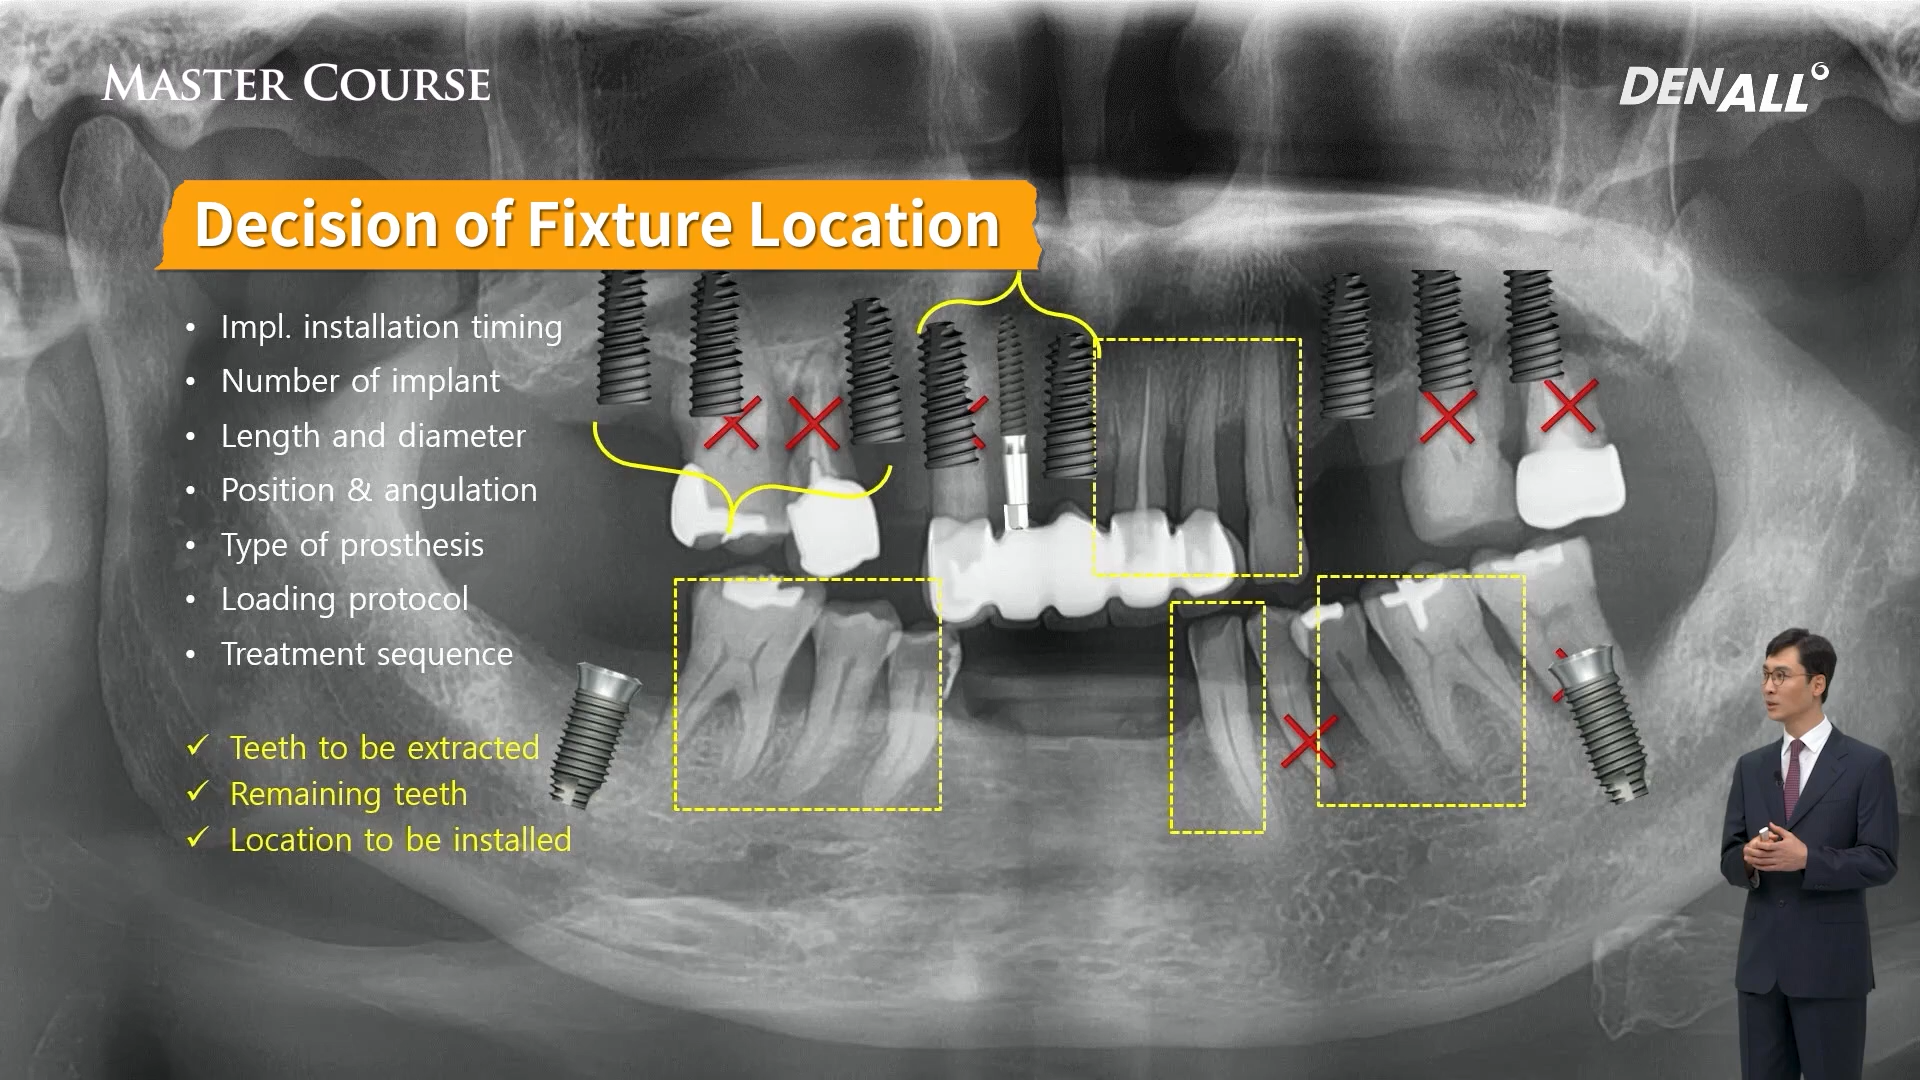 MASTER COURSE
DENALL
Decision of Fixture Location
• Impl. installation timing
• Number of implant
• Length and diameter
• Position & angulation
• Type of prosthesis
• Loading protocol
• Treatment sequence
✓ Teeth to be extracted
✓ Remaining teeth
✓ Location to be installed